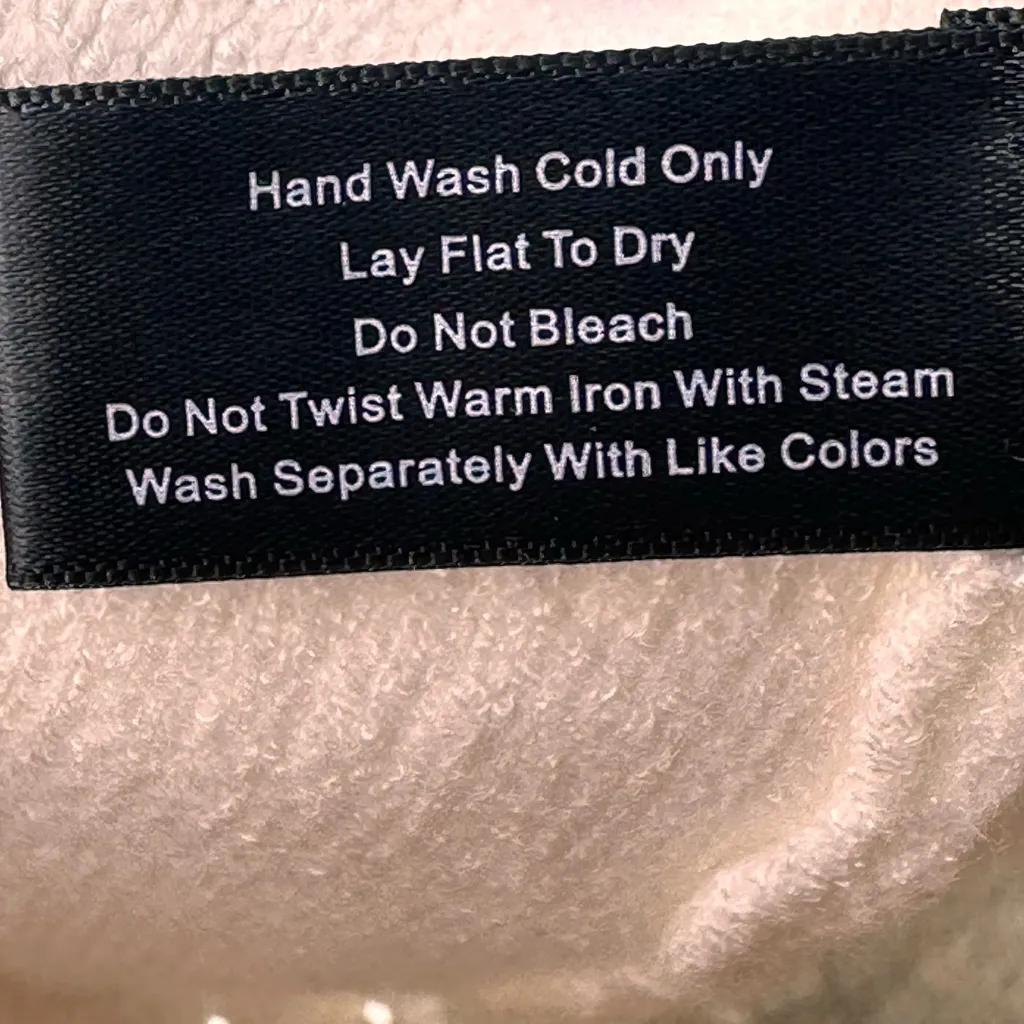 Hand Wash Cold Only
Lay Flat To Dry
Do Not Bleach
Do Not Twist Warm Iron With Steam
Wash Separately With Like Colors